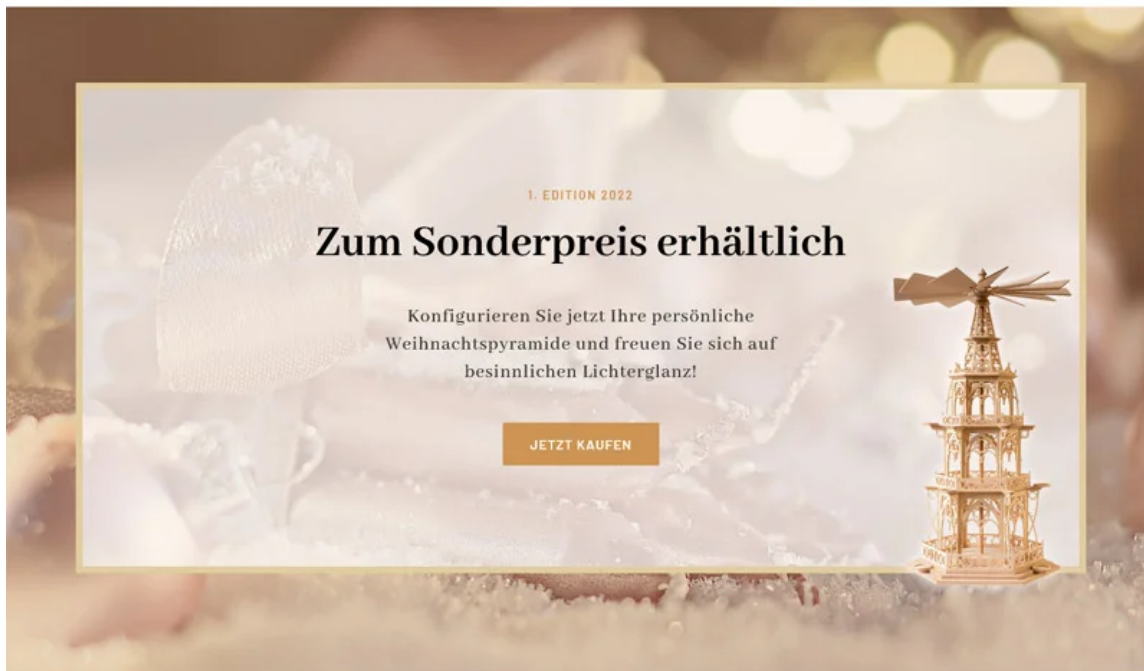 1. EDITION 2022
Zum Sonderpreis erhältlich
Konfigurieren Sie jetzt Ihre persönliche
Weihnachtspyramide und freuen Sie sich auf
besinnlichen Lichterglanz!
JETZT KAUFEN